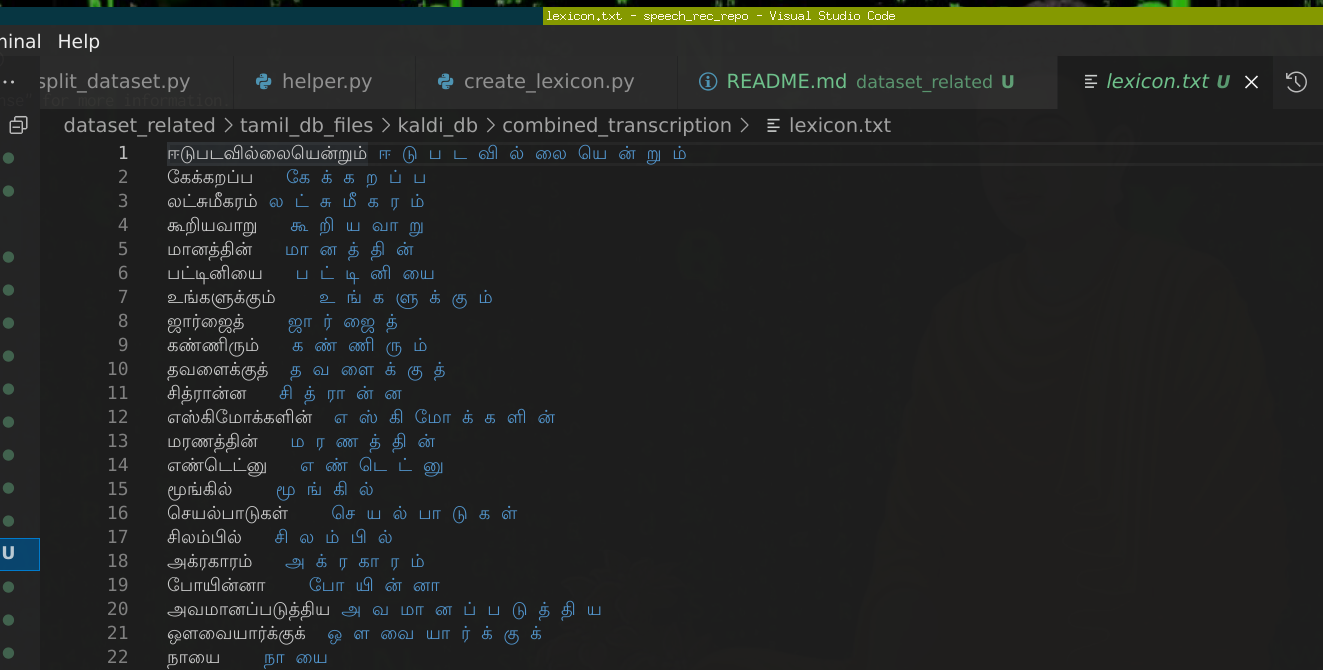 lexicon.txt - speech_rec_repo - Visual Studio Code
minal Help
split_dataset.py helper.py create_lexicon.py README.md dataset_related U lexicon.txt U
dataset_related > tamil_db_files > kaldi_db > combined_transcription > lexicon.txt
1 ஈடுபடவில்லையென்றும் ஈ டு ப ட வி ல் லை யெ ன் று ம்
2 கேக்கறப்ப கே க் க ற ப் ப
3 லட்சுமீகரம் ல ட் சு மீ க ர ம்
4 கூறியவாறு கூ றி ய வா று
5 மானத்தின் மா ன த் தி ன்
6 பட்டினியை ப ட் டி னி யை
7 உங்களுக்கும் உ ங் க ளு க் கு ம்
8 ஜார்ஜைத் ஜா ர் ஜை த்
9 கண்ணிரும் க ண் ணி ரு ம்
10 தவளைக்குத் த வ ளை க் கு த்
11 சித்ரான்ன சி த் ரா ன் ன
12 எஸ்கிமோக்களின் எ ஸ் கி மோ க் க ளி ன்
13 மரணத்தின் ம ர ண த் தி ன்
14 எண்டெட்னு எ ண் டெ ட் னு
15 மூங்கில் மூ ங் கி ல்
16 செயல்பாடுகள் செ ய ல் பா டு க ள்
17 சிலம்பில் சி ல ம் பி ல்
18 அக்ரகாரம் அ க் ர கா ர ம்
19 போயின்னா போ யி ன் னா
20 அவமானப்படுத்திய அ வ மா ன ப் ப டு த் தி ய
21 ஒளவையார்க்குக் ஒ ள வை யா ர் க் கு க்
22 நாயை நா யை
U